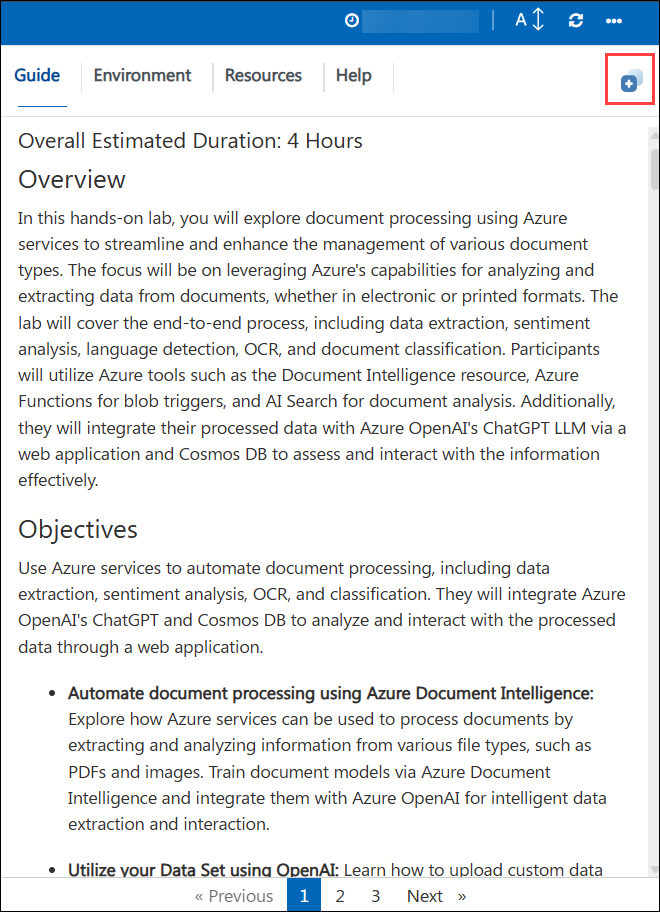 A
Guide
Environment
Resources
Help
Overall Estimated Duration: 4 Hours
Overview
In this hands-on lab, you will explore document processing using Azure
services to streamline and enhance the management of various document
types. The focus will be on leveraging Azure's capabilities for analyzing and
extracting data from documents, whether in electronic or printed formats. The
lab will cover the end-to-end process, including data extraction, sentiment
analysis, language detection, OCR, and document classification. Participants
will utilize Azure tools such as the Document Intelligence resource, Azure
Functions for blob triggers, and AI Search for document analysis. Additionally,
they will integrate their processed data with Azure OpenAI's ChatGPT LLM via a
web application and Cosmos DB to assess and interact with the information
effectively.
Objectives
Use Azure services to automate document processing, including data
extraction, sentiment analysis, OCR, and classification. They will integrate Azure
OpenAI's ChatGPT and Cosmos DB to analyze and interact with the processed
data through a web application.
• Automate document processing using Azure Document Intelligence:
Explore how Azure services can be used to process documents by
extracting and analyzing information from various file types, such as
PDFs and images. Train document models via Azure Document
Intelligence and integrate them with Azure OpenAI for intelligent data
extraction and interaction.
• Utilize your Data Set using OpenAI: Learn how to upload custom data
« Previous 1 2 3 Next »